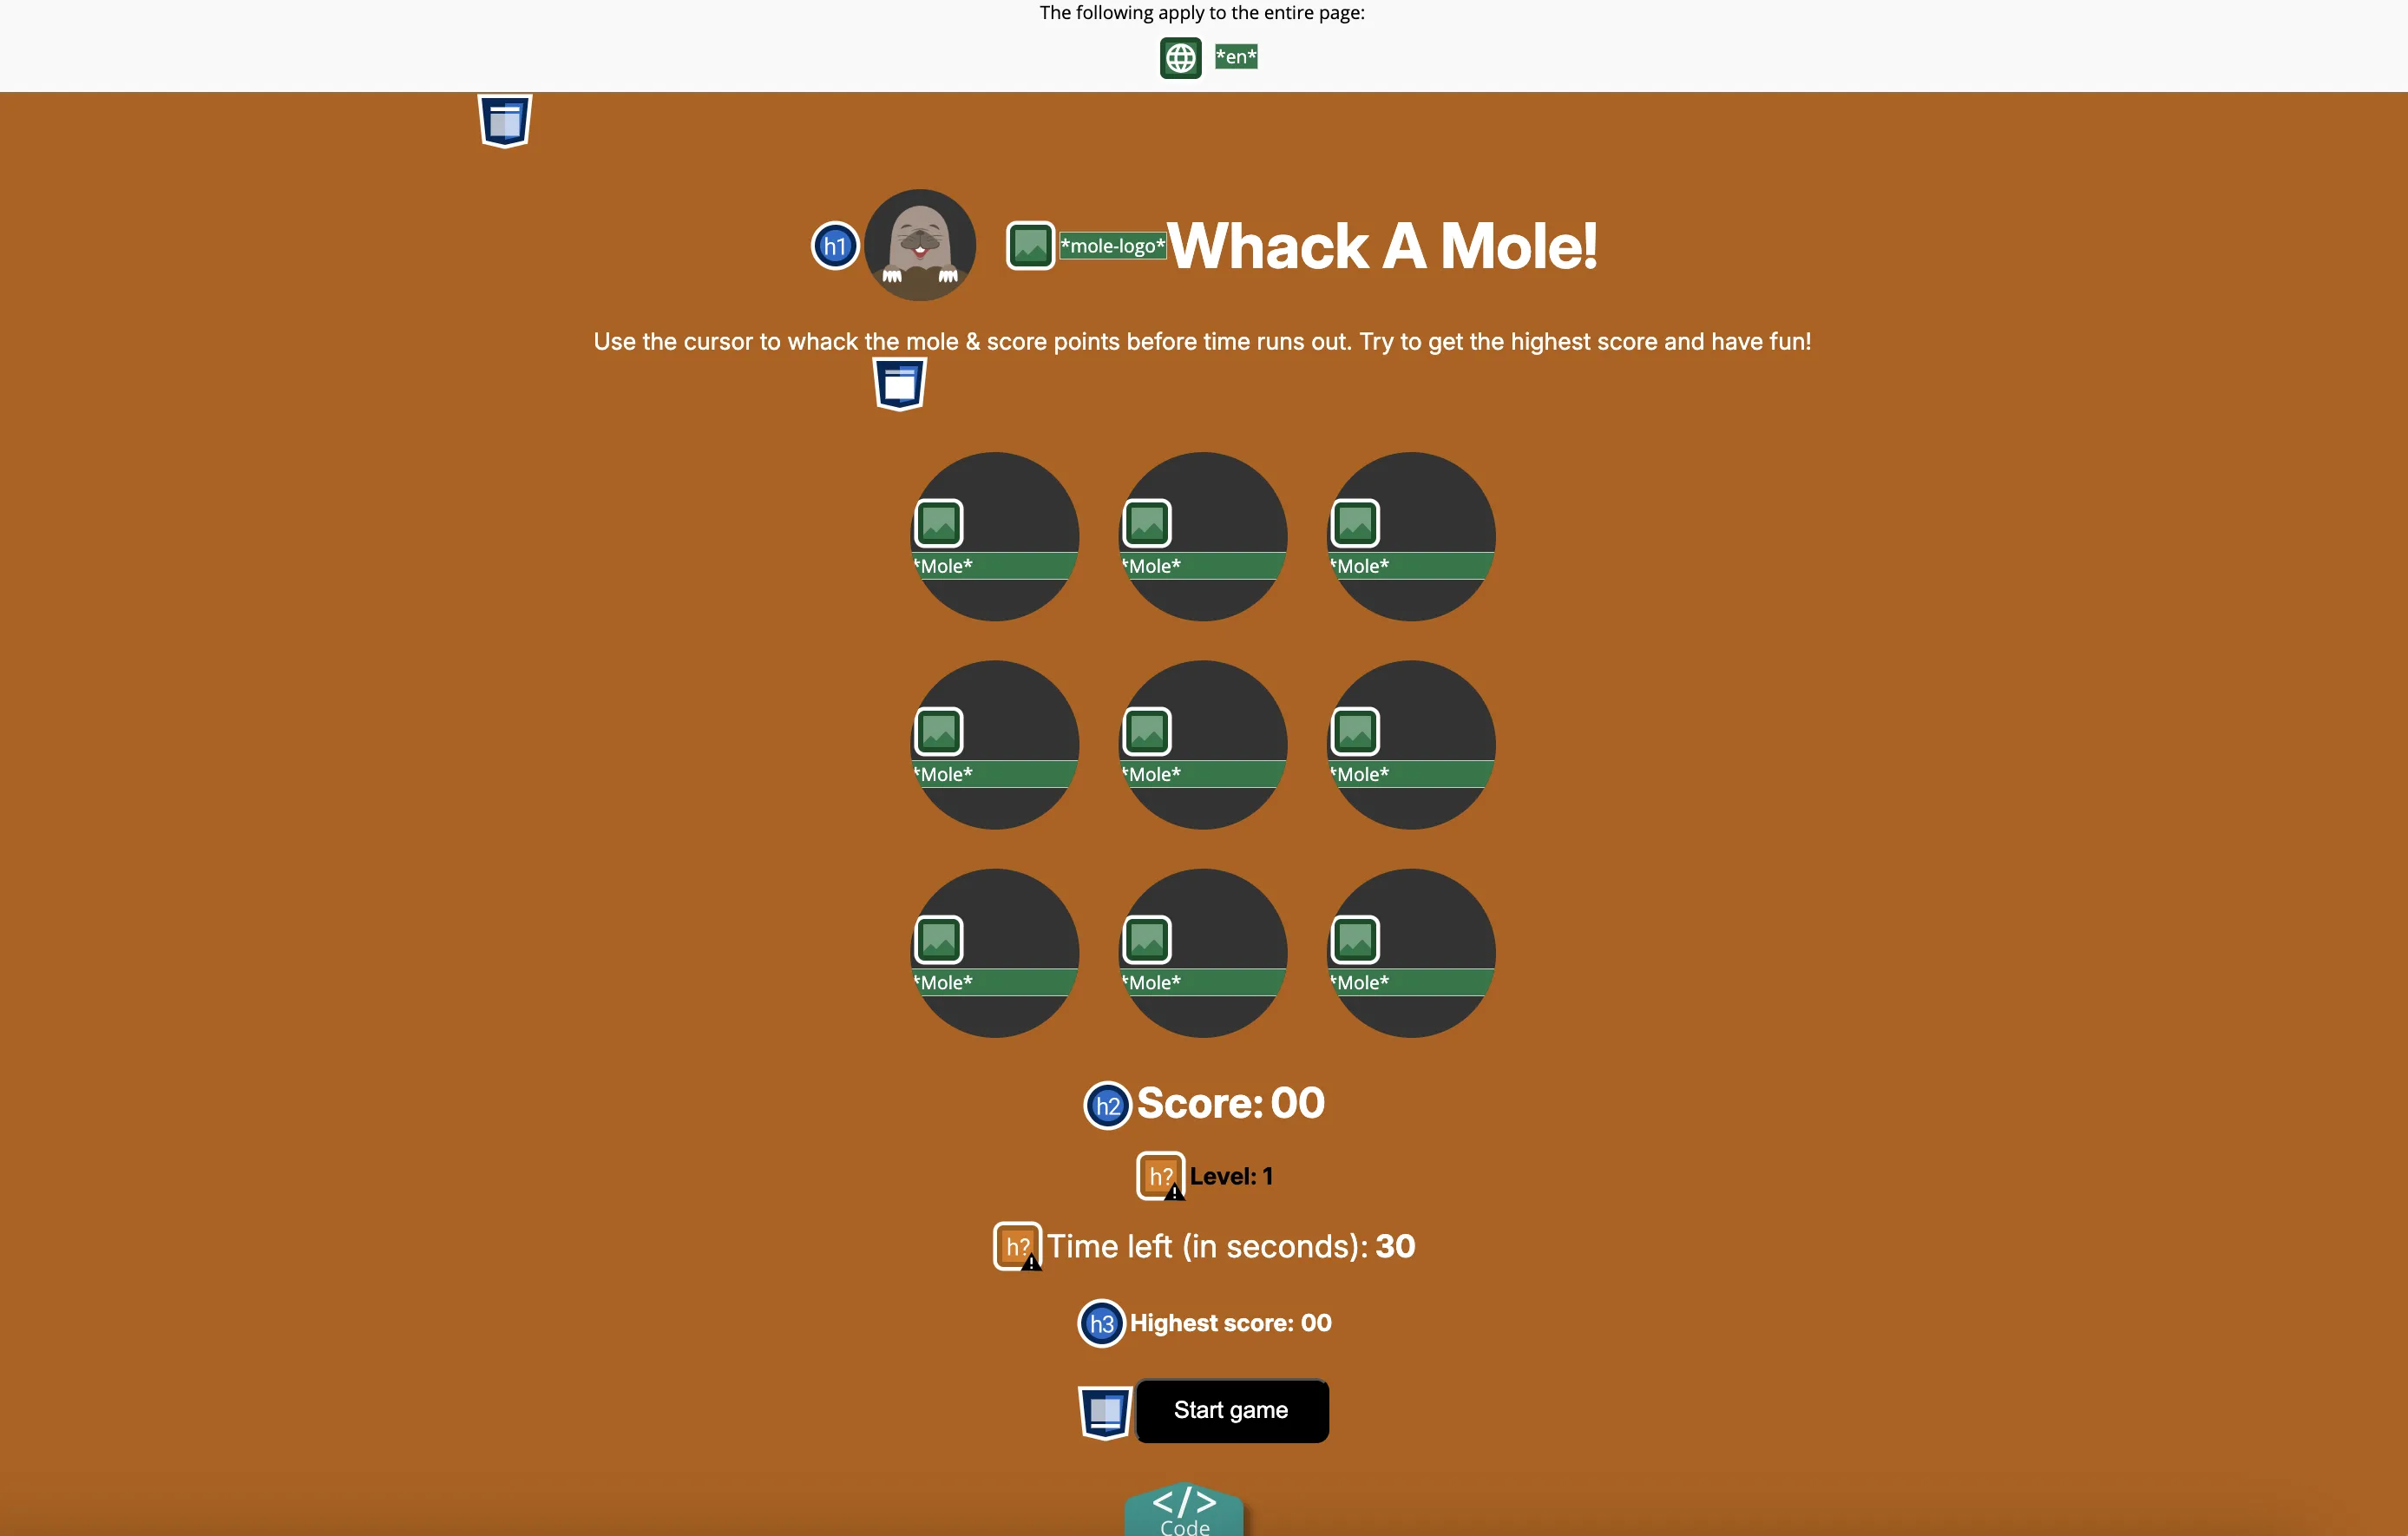 The following apply to the entire page:
*en*
h1 *mole-logo* Whack A Mole!
Use the cursor to whack the mole & score points before time runs out. Try to get the highest score and have fun!
*Mole* *Mole* *Mole*
*Mole* *Mole* *Mole*
*Mole* *Mole* *Mole*
h2 Score: 00
h? Level: 1
h? Time left (in seconds): 30
h3 Highest score: 00
Start game
</>
Code